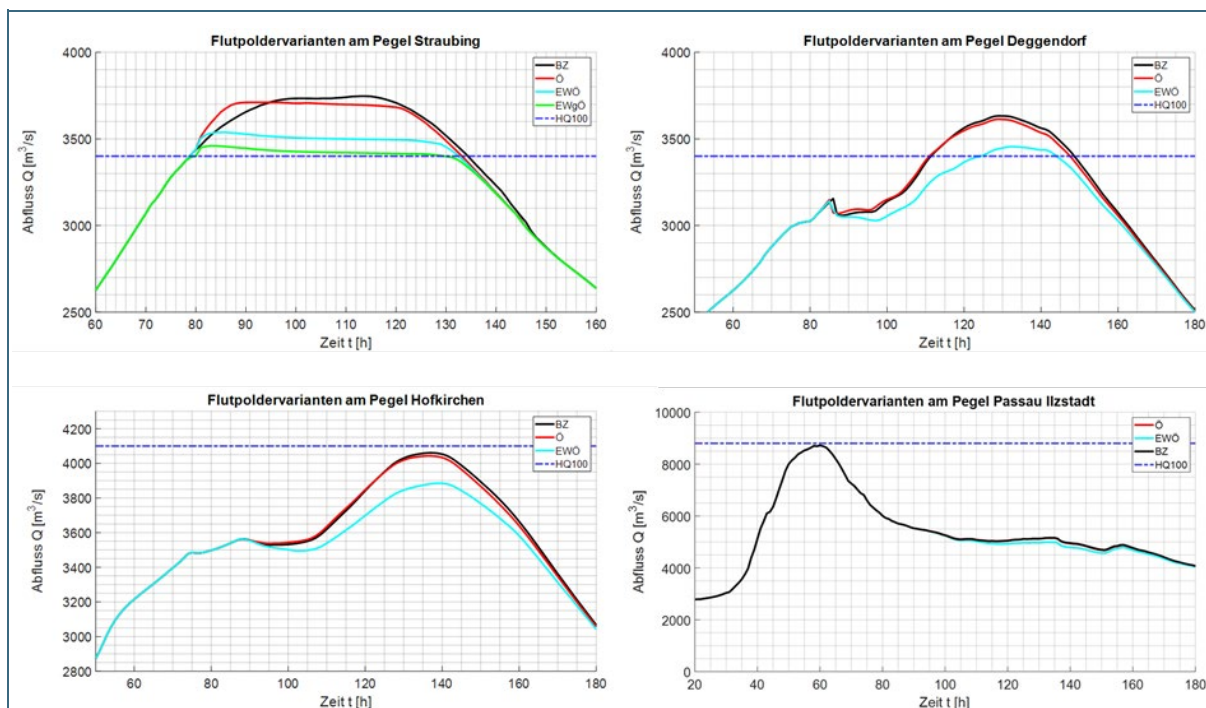 Flutpoldervarianten am Pegel Straubing
4000
3500
3000
2500
Abfluss Q [m³/s]
60 70 80 90 100 110 120 130 140 150 160
Zeit t [h]
BZ
Ö
EWÖ
EWgÖ
HQ100
Flutpoldervarianten am Pegel Deggendorf
4000
3500
3000
2500
Abfluss Q [m³/s]
60 80 100 120 140 160 180
Zeit t [h]
BZ
Ö
EWÖ
HQ100
Flutpoldervarianten am Pegel Hofkirchen
4200
4000
3800
3600
3400
3200
3000
2800
Abfluss Q [m³/s]
60 80 100 120 140 160 180
Zeit t [h]
BZ
Ö
EWÖ
HQ100
Flutpoldervarianten am Pegel Passau Ilzstadt
10000
8000
6000
4000
2000
0
Abfluss Q [m³/s]
20 40 60 80 100 120 140 160 180
Zeit t [h]
Ö
EWÖ
BZ
HQ100